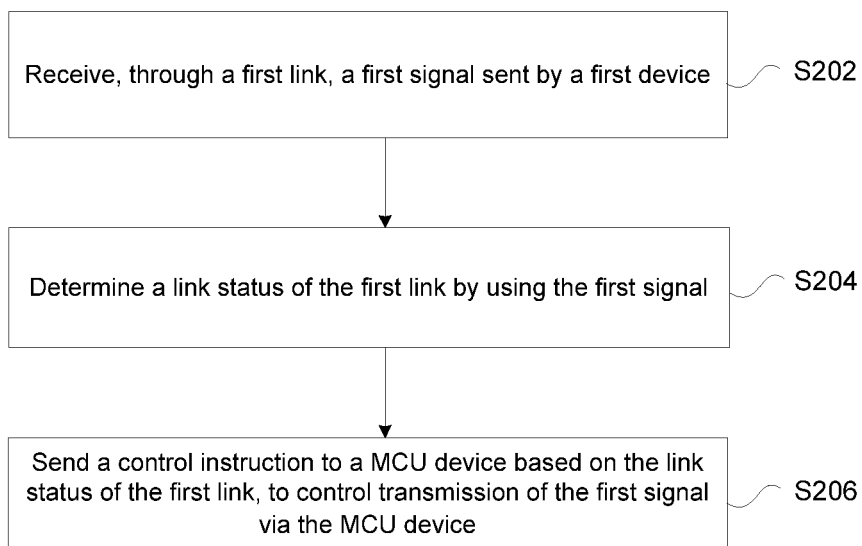 Receive, through a first link, a first signal sent by a first device
S202
Determine a link status of the first link by using the first signal
S204
Send a control instruction to a MCU device based on the link
status of the first link, to control transmission of the first signal
via the MCU device
S206